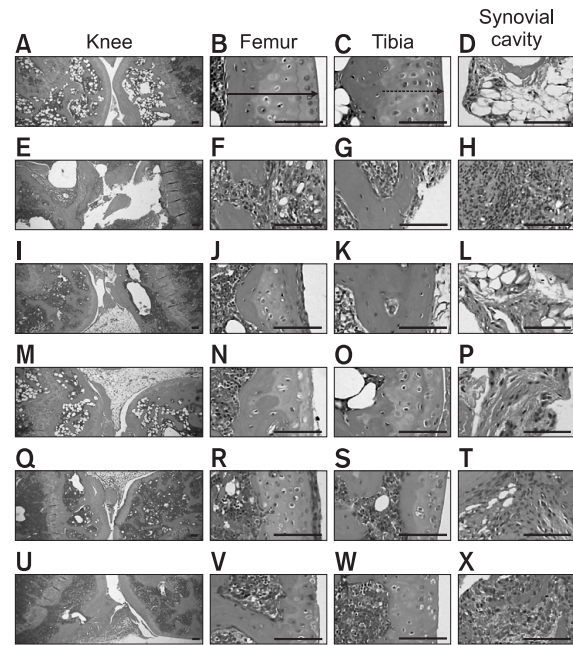 Synovial
A Knee B Femur C Tibia D cavity
E F G H
I J K L
M N O P
Q R S T
U V W X